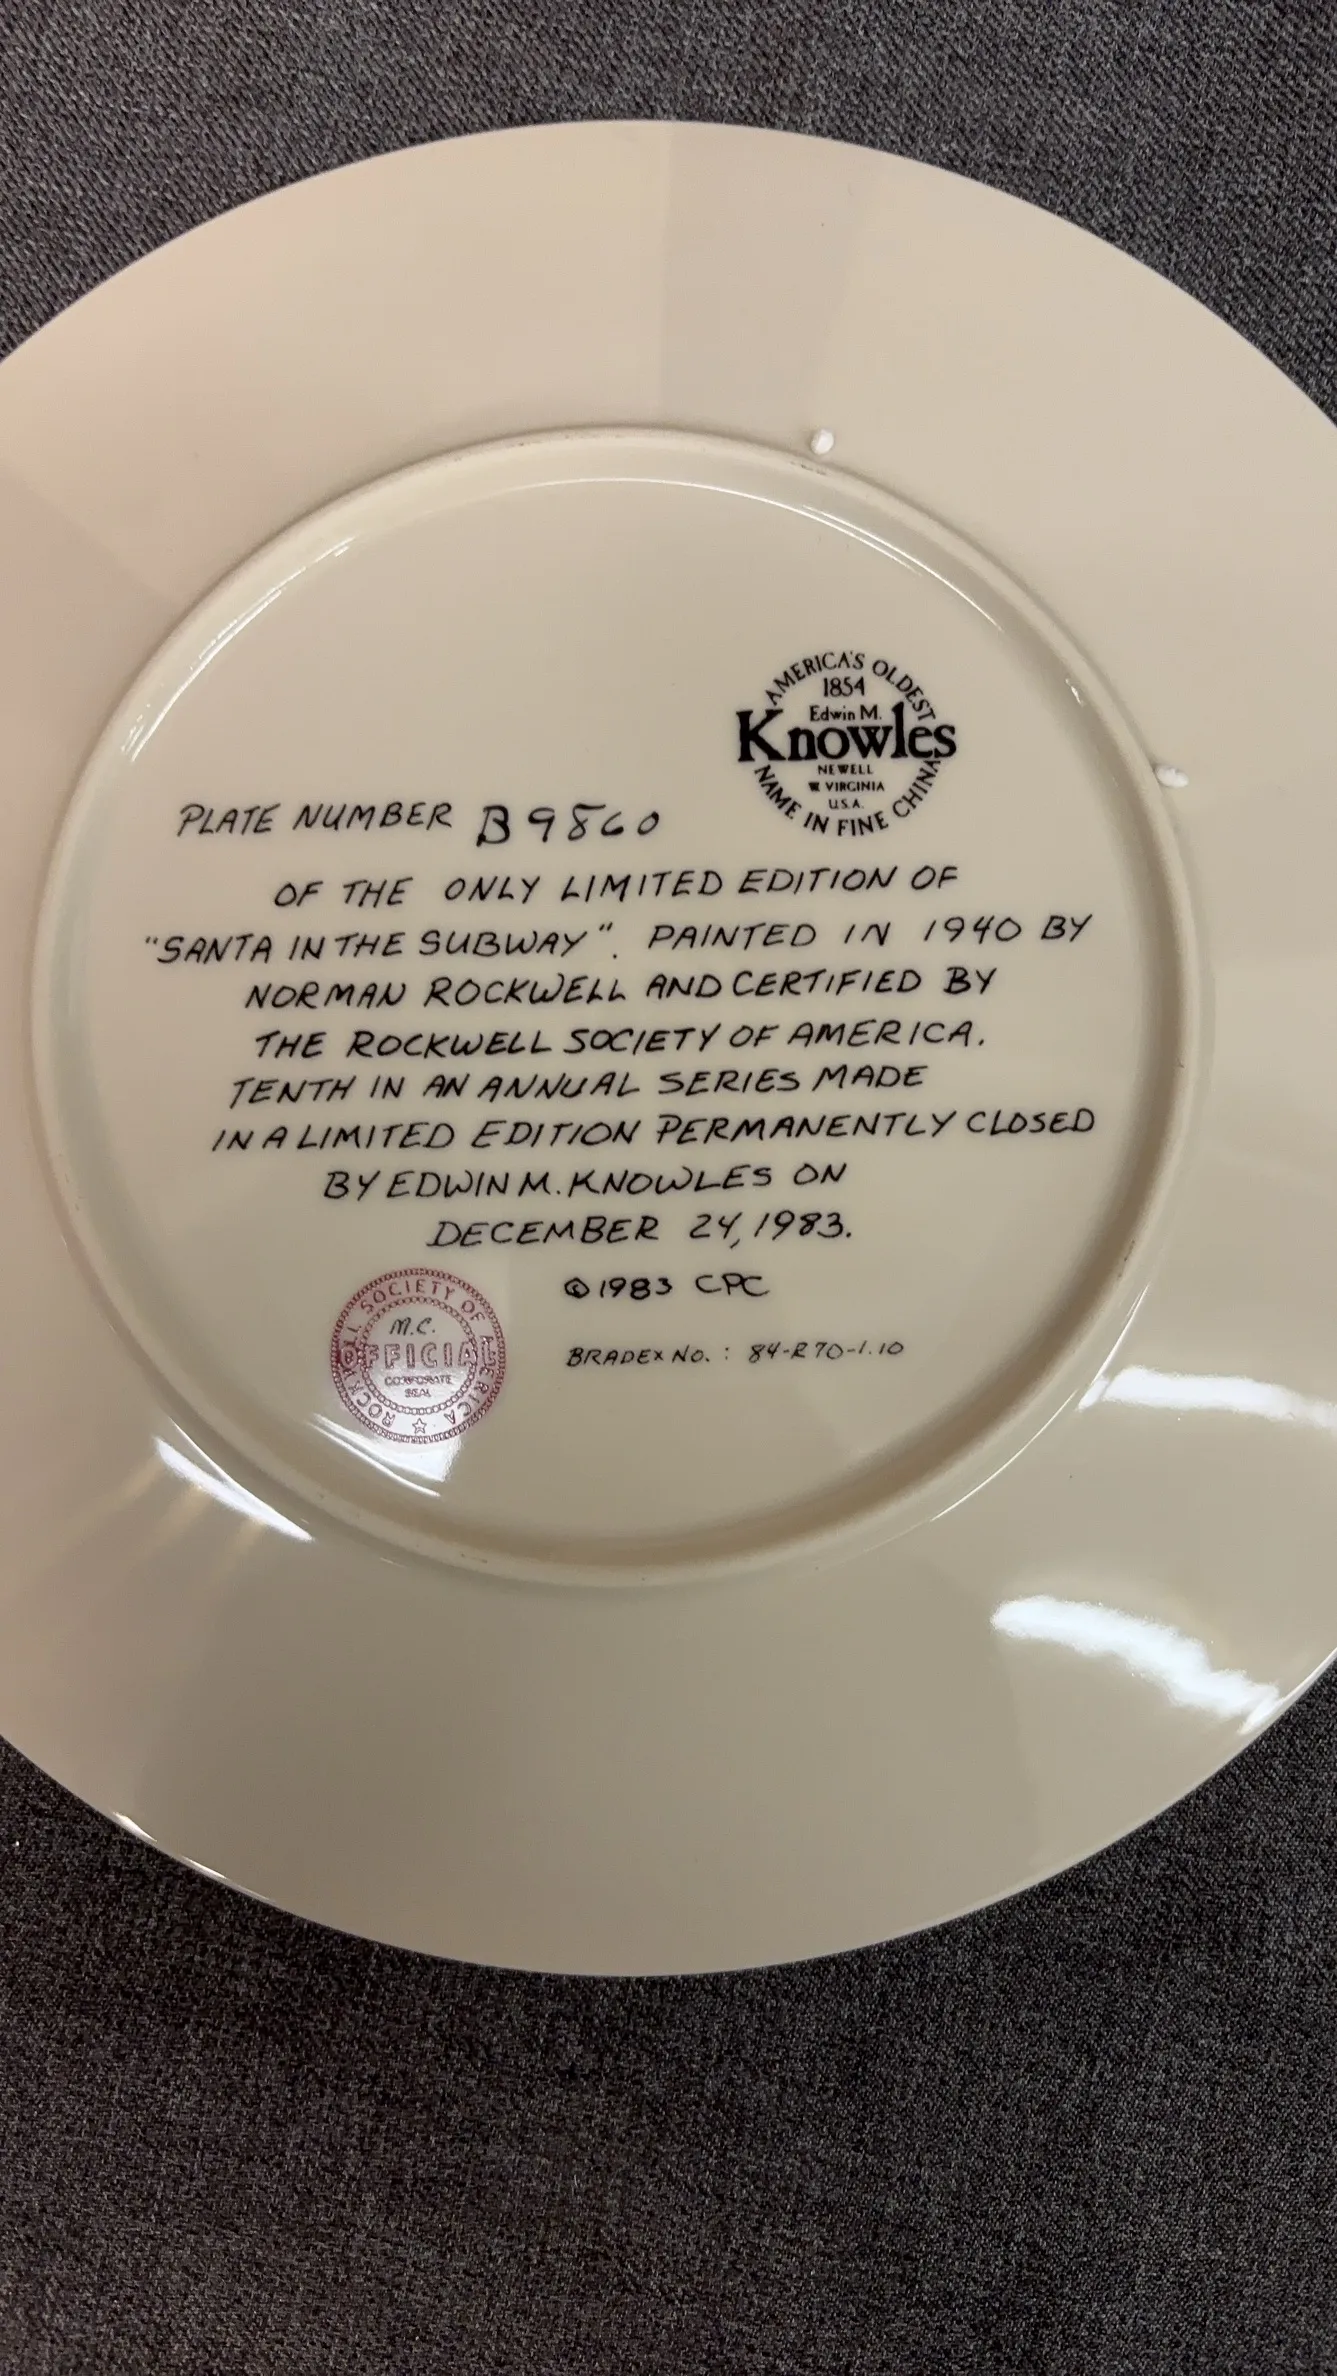 AMERICA'S OLDEST
1854
Edwin M.
Knowles
NEWELL
W VIRGINIA
U.S.A.
NAME IN FINE CHINA
PLATE NUMBER B9860
OF THE ONLY LIMITED EDITION OF
"SANTA IN THE SUBWAY". PAINTED IN 1940 BY
NORMAN ROCKWELL AND CERTIFIED BY
THE ROCKWELL SOCIETY OF AMERICA.
TENTH IN AN ANNUAL SERIES MADE
IN A LIMITED EDITION PERMANENTLY CLOSED
BY EDWIN M. KNOWLES ON
DECEMBER 24, 1983.
©1983 CPC
BRADEX NO. : 84-R70-1.10
ROCKWELL SOCIETY OF AMERICA
M.C.
OFFICIAL
CORPORATE
SEAL